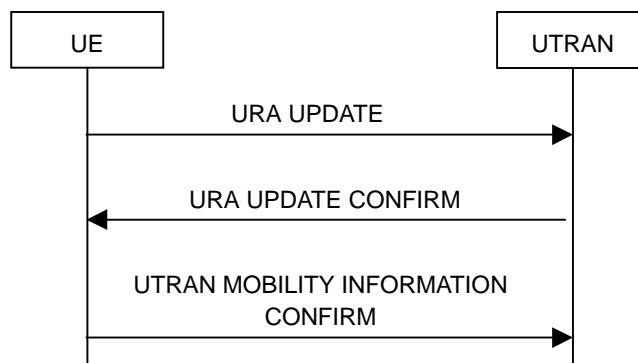 UE
UTRAN
URA UPDATE
URA UPDATE CONFIRM
UTRAN MOBILITY INFORMATION
CONFIRM